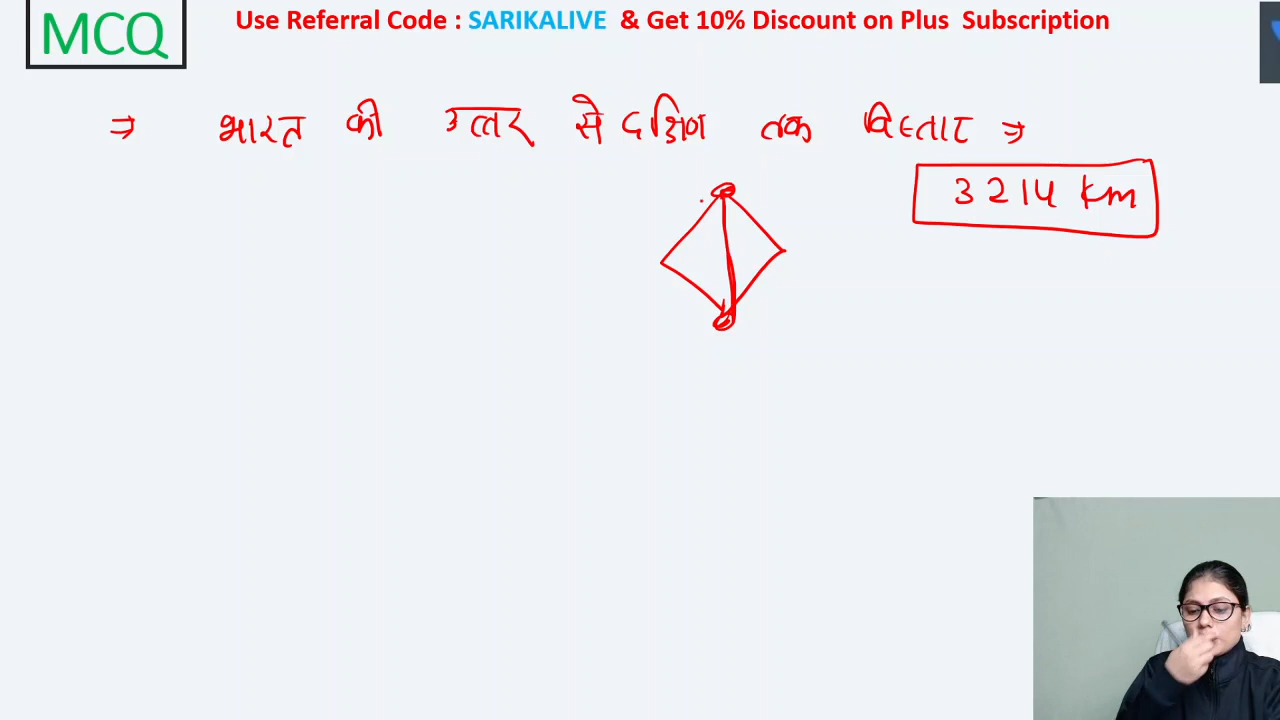 MCQ
Use Referral Code : SARIKALIVE & Get 10% Discount on Plus Subscription
⇒ भारत की उत्तर से दक्षिण तक विस्तार ⇒
3214 km